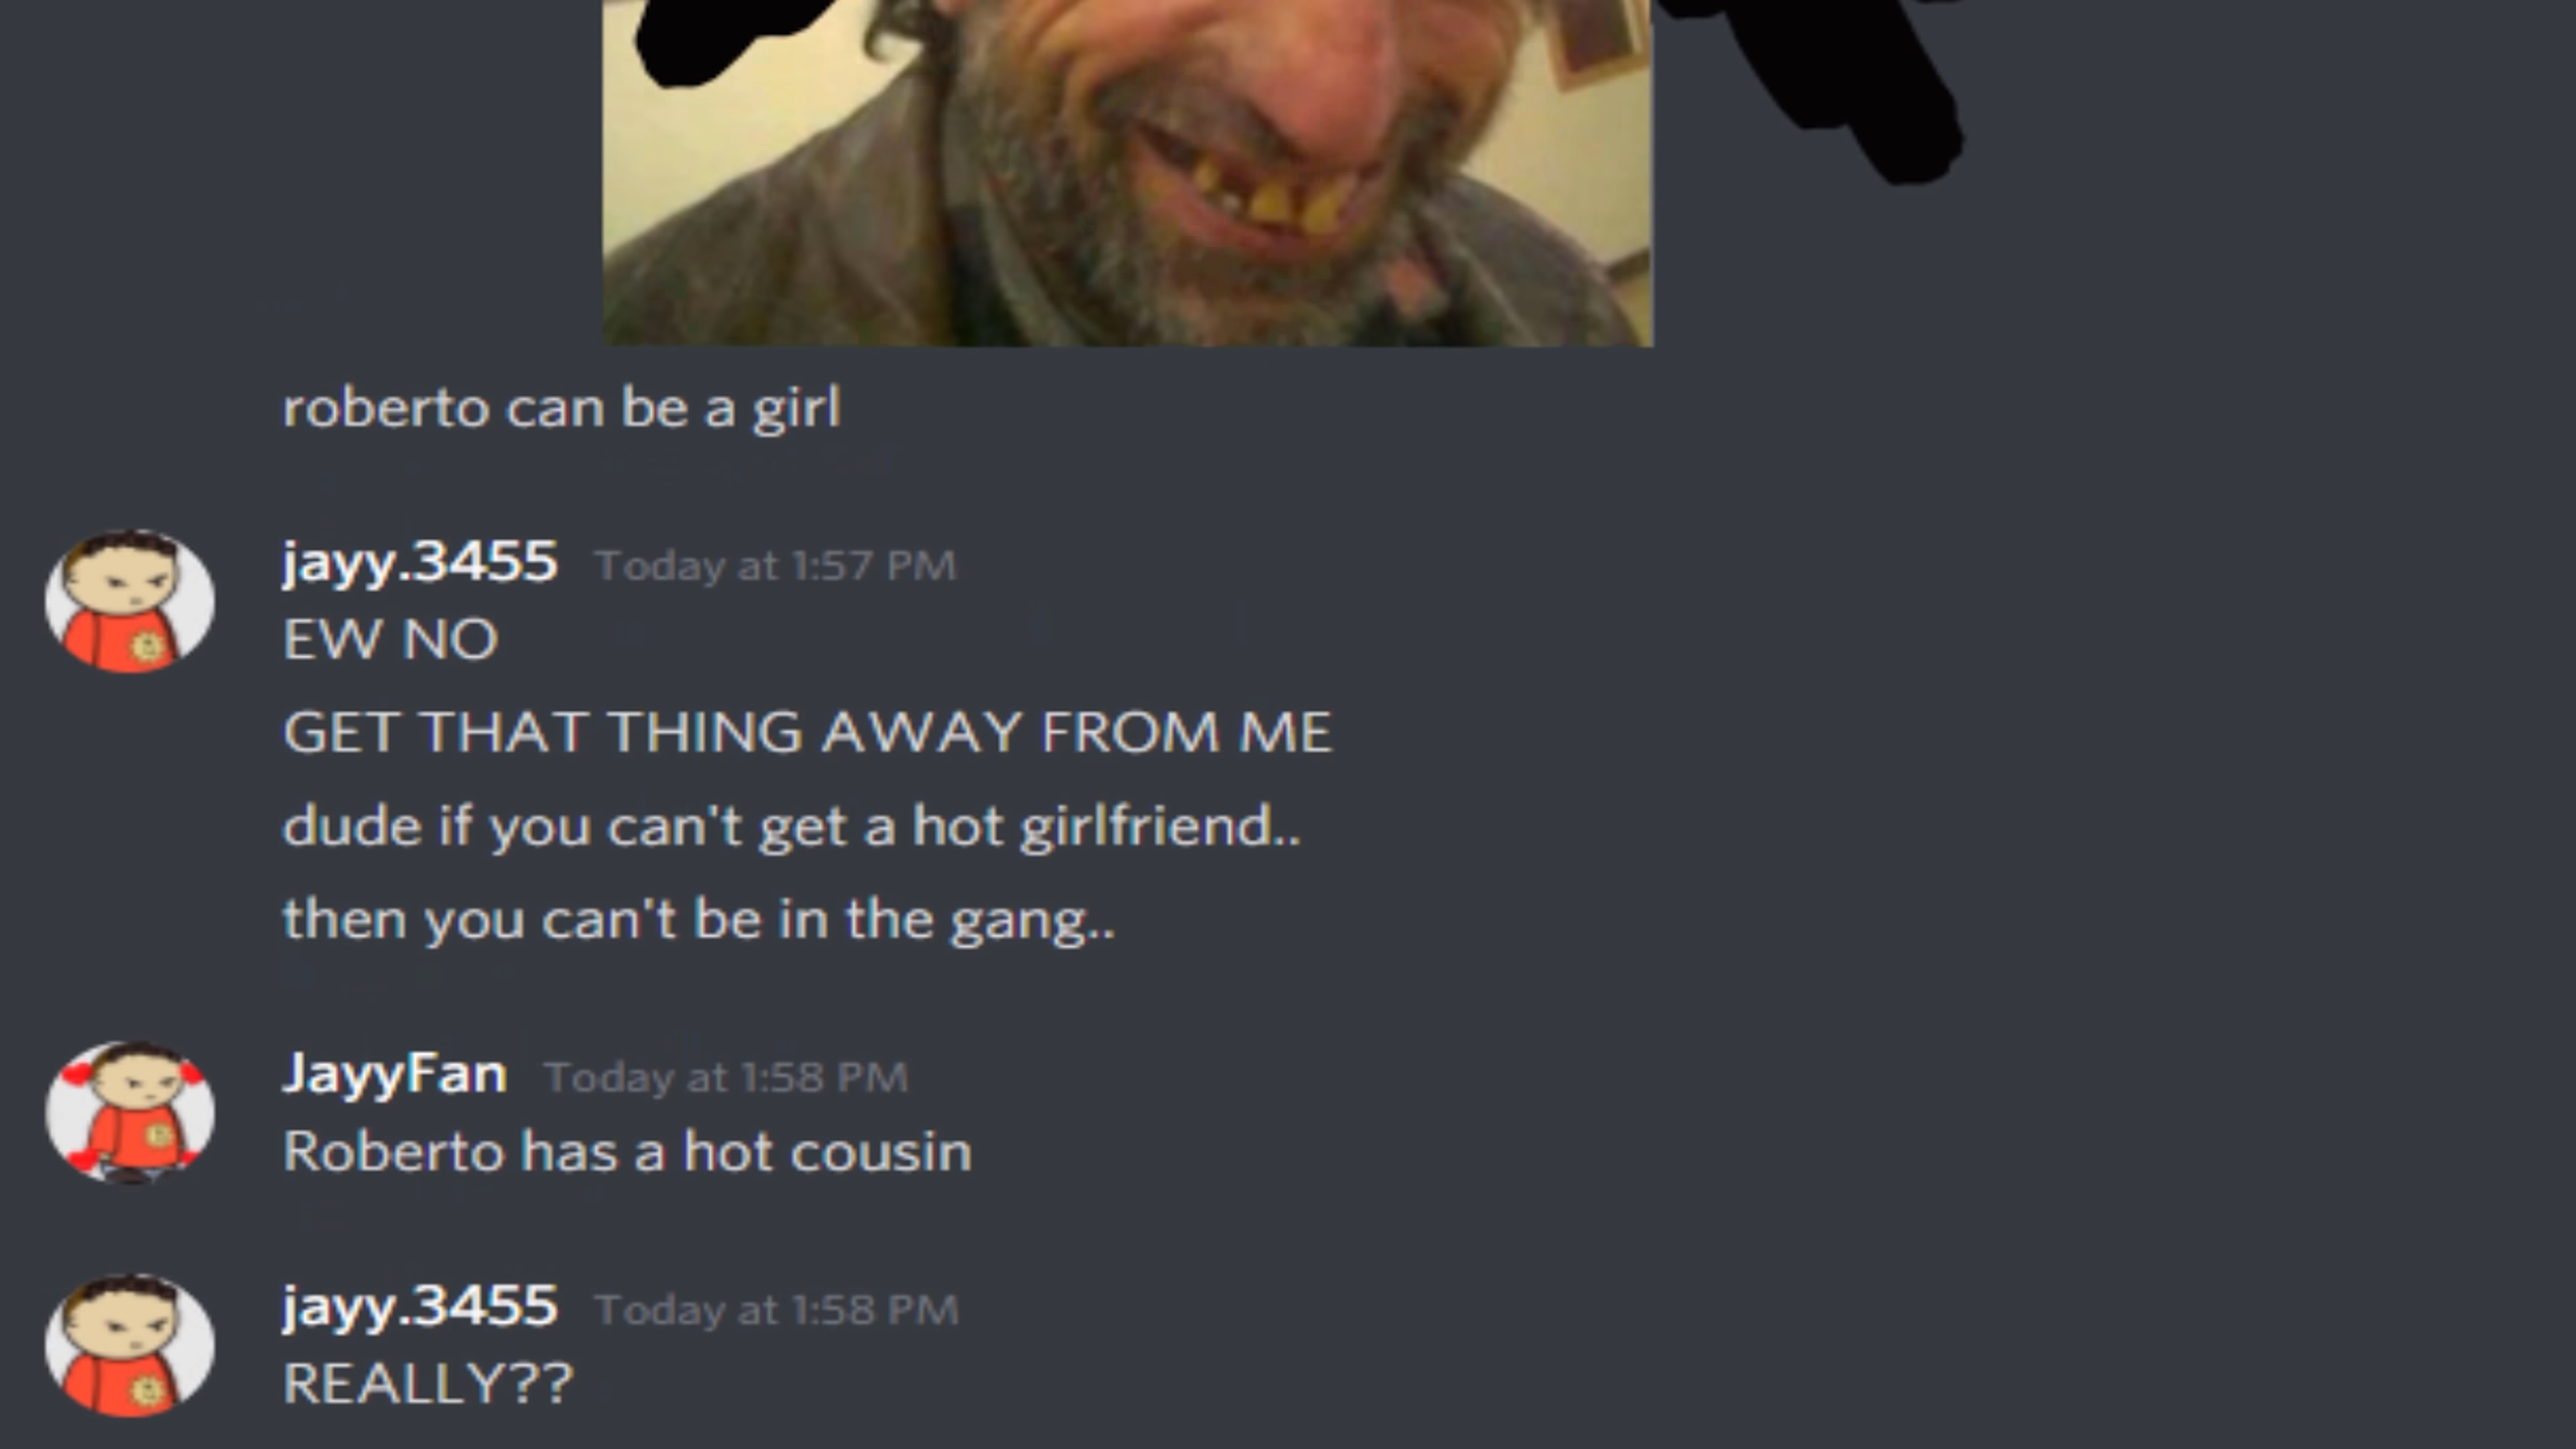 roberto can be a girl
jayy.3455 Today at 1:57 PM
EW NO
GET THAT THING AWAY FROM ME
dude if you can't get a hot girlfriend..
then you can't be in the gang..
JayyFan Today at 1:58 PM
Roberto has a hot cousin
jayy.3455 Today at 1:58 PM
REALLY??